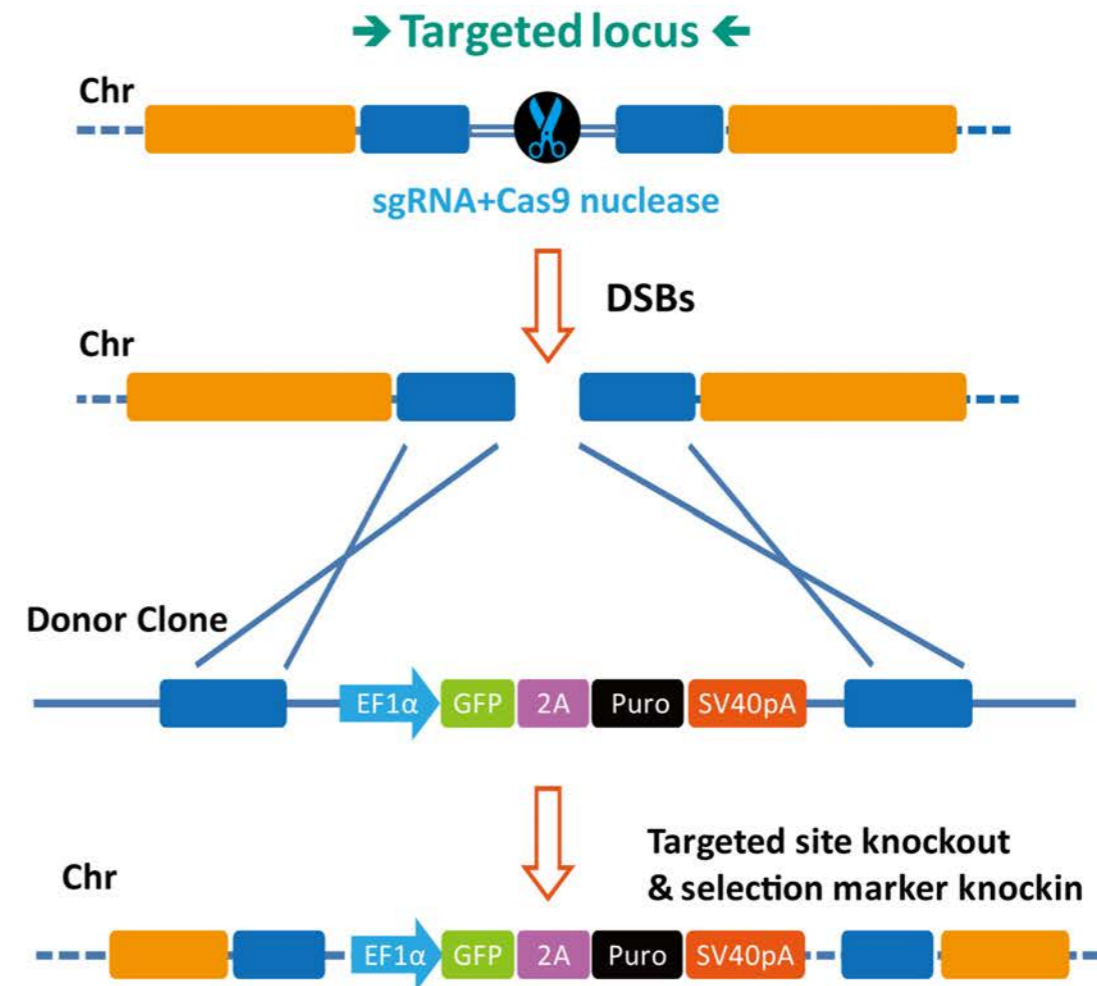 ➔ Targeted locus ←
Chr
sgRNA+Cas9 nuclease
DSBs
Chr
Donor Clone
EF1α GFP 2A Puro SV40pA
Targeted site knockout
& selection marker knockin
Chr
EF1α GFP 2A Puro SV40pA